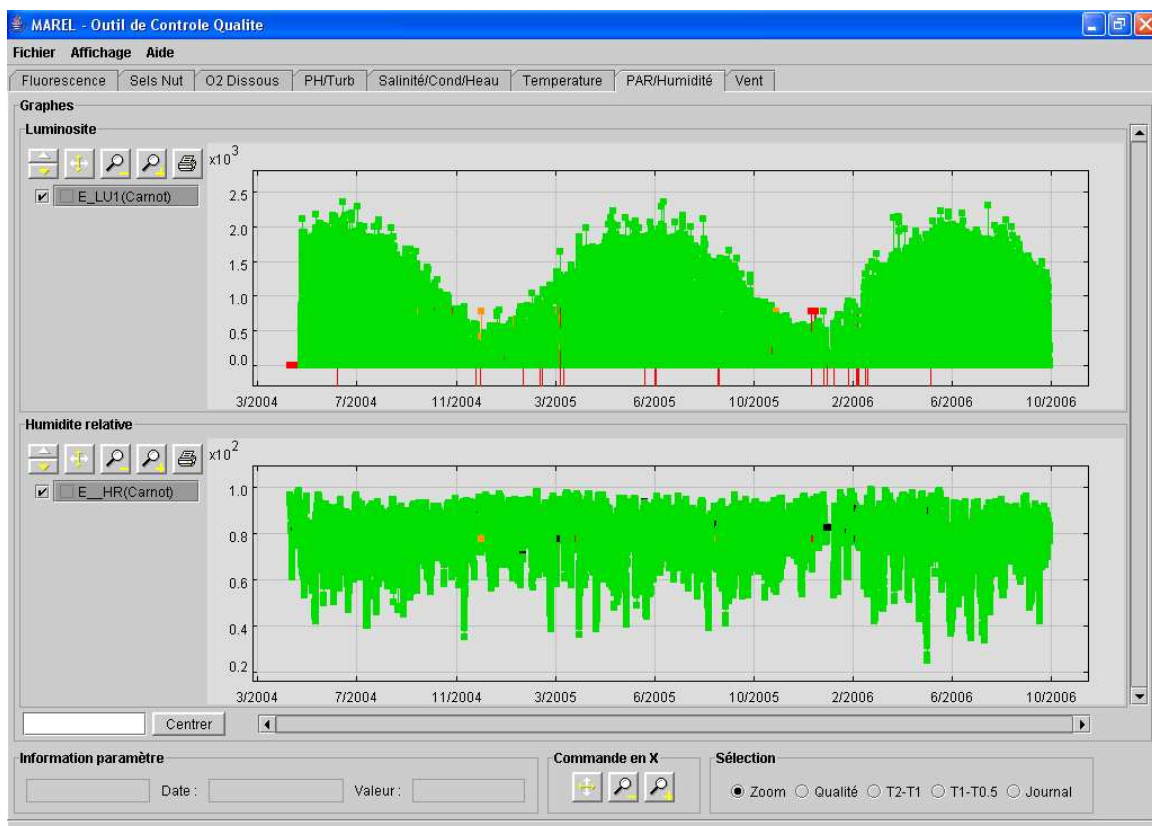 MAREL - Outil de Controle Qualite
Fichier Affichage Aide
Fluorescence Sels Nut O2 Dissous PH/Turb Salinité/Cond/Heau Temperature PAR/Humidité Vent
Graphes
Luminosite
x10^3
E_LU1(Carnot)
2.5
2.0
1.5
1.0
0.5
0.0
3/2004 7/2004 11/2004 3/2005 6/2005 10/2005 2/2006 6/2006 10/2006
Humidite relative
x10^2
E__HR(Carnot)
1.0
0.8
0.6
0.4
0.2
3/2004 7/2004 11/2004 3/2005 6/2005 10/2005 2/2006 6/2006 10/2006
Centrer
Information paramètre
Date :
Valeur :
Commande en X
Sélection
Zoom Qualité T2-T1 T1-T0.5 Journal